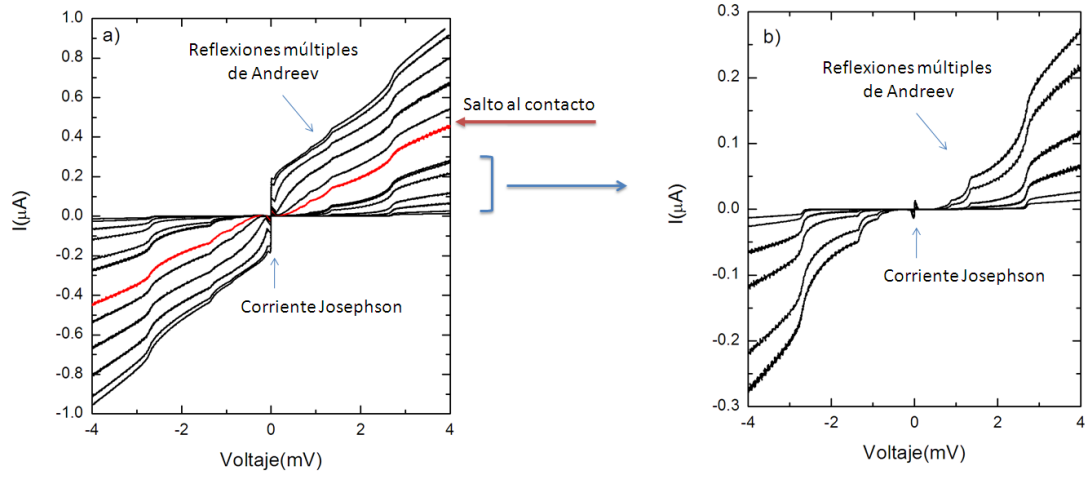 a)
Reflexiones múltiples
de Andreev
Salto al contacto
Corriente Josephson
I(μA)
1.0
0.8
0.6
0.4
0.2
0.0
-0.2
-0.4
-0.6
-0.8
-1.0
-4 -2 0 2 4
Voltaje(mV)
b)
Reflexiones múltiples
de Andreev
Corriente Josephson
I(μA)
0.3
0.2
0.1
0.0
-0.1
-0.2
-0.3
-4 -2 0 2 4
Voltaje(mV)